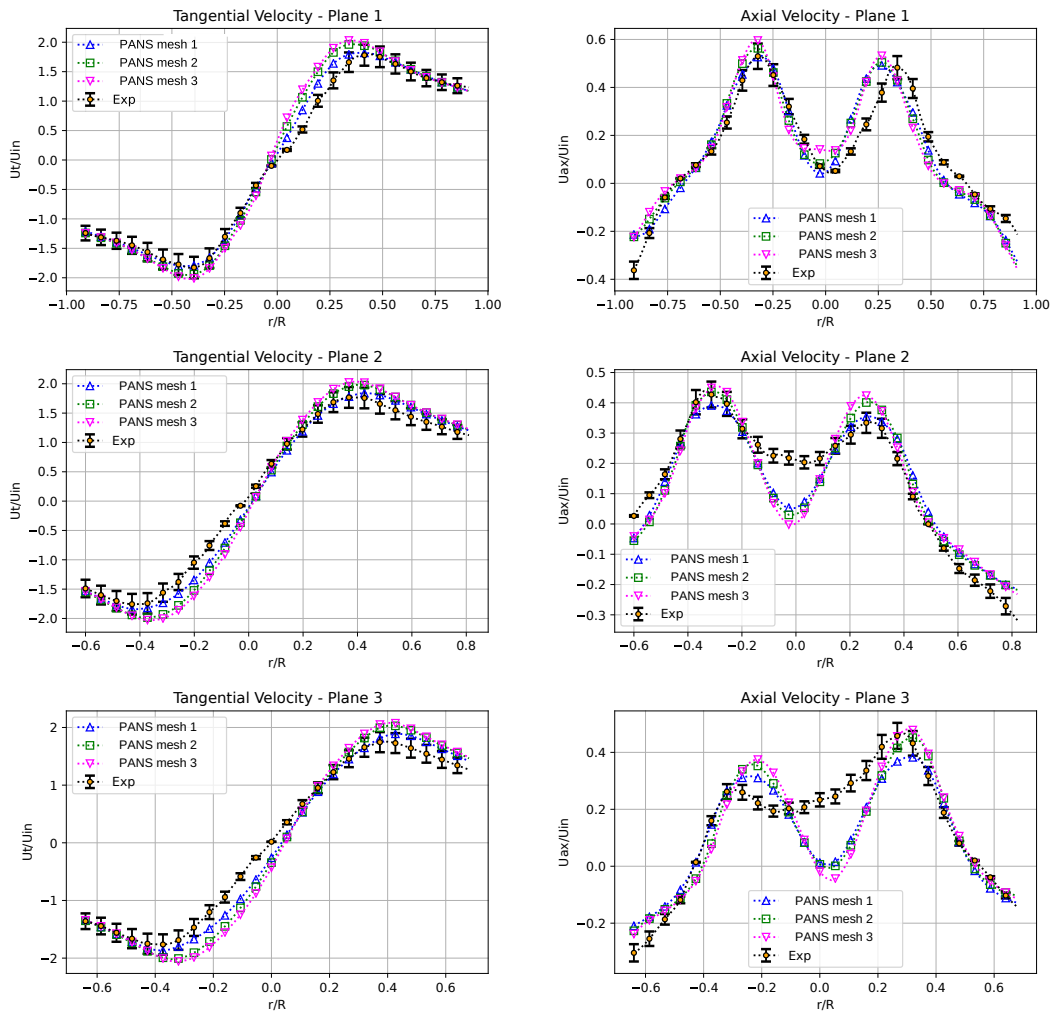 Tangential Velocity - Plane 1
Ut/Uin
2.0
1.5
1.0
0.5
0.0
−0.5
−1.0
−1.5
−2.0
PANS mesh 1
PANS mesh 2
PANS mesh 3
Exp
−1.00 −0.75 −0.50 −0.25 0.00 0.25 0.50 0.75 1.00
r/R
Axial Velocity - Plane 1
Uax/Uin
0.6
0.4
0.2
0.0
−0.2
−0.4
PANS mesh 1
PANS mesh 2
PANS mesh 3
Exp
−1.00 −0.75 −0.50 −0.25 0.00 0.25 0.50 0.75 1.00
r/R
Tangential Velocity - Plane 2
Ut/Uin
2.0
1.5
1.0
0.5
0.0
−0.5
−1.0
−1.5
−2.0
PANS mesh 1
PANS mesh 2
PANS mesh 3
Exp
−0.6 −0.4 −0.2 0.0 0.2 0.4 0.6 0.8
r/R
Axial Velocity - Plane 2
Uax/Uin
0.5
0.4
0.3
0.2
0.1
0.0
−0.1
−0.2
−0.3
PANS mesh 1
PANS mesh 2
PANS mesh 3
Exp
−0.6 −0.4 −0.2 0.0 0.2 0.4 0.6 0.8
r/R
Tangential Velocity - Plane 3
Ut/Uin
2
1
0
−1
−2
PANS mesh 1
PANS mesh 2
PANS mesh 3
Exp
−0.6 −0.4 −0.2 0.0 0.2 0.4 0.6
r/R
Axial Velocity - Plane 3
Uax/Uin
0.4
0.2
0.0
−0.2
PANS mesh 1
PANS mesh 2
PANS mesh 3
Exp
−0.6 −0.4 −0.2 0.0 0.2 0.4 0.6
r/R